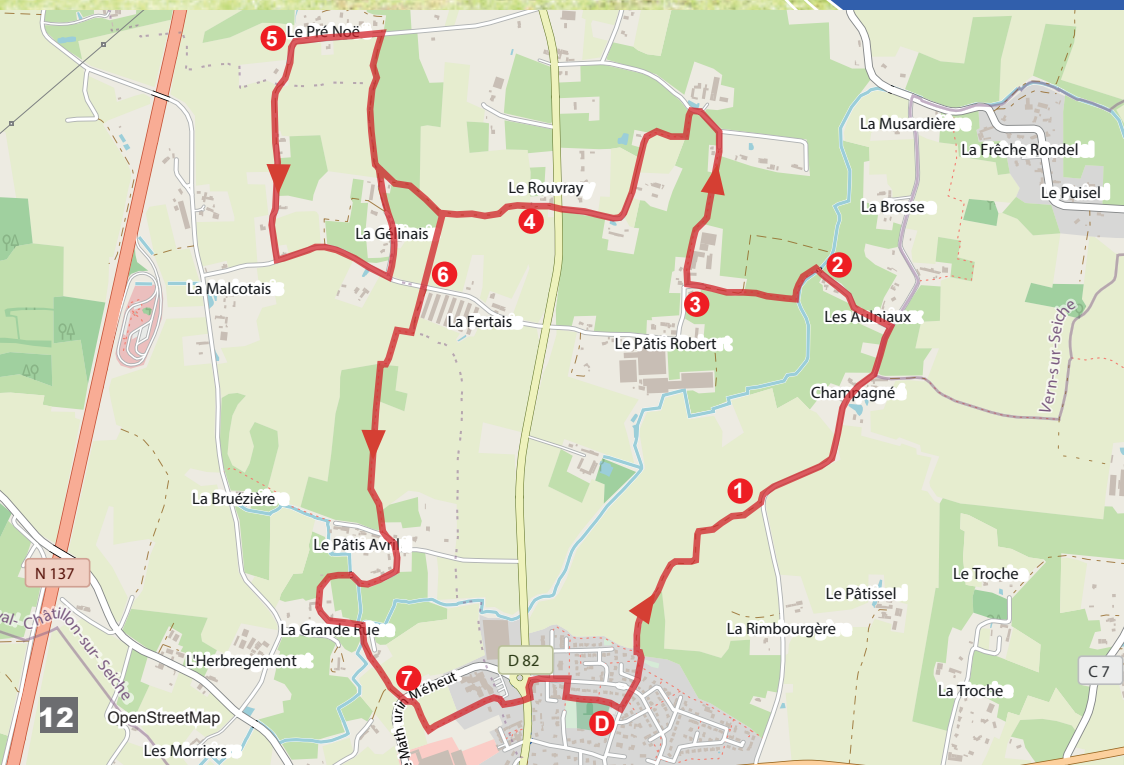 5
Le Pré Noë
La Musardière
La Frêche Rondel
Le Puisel
Le Rouvray
4
La Brosse
La Gélinais
6
2
La Malcotais
3
Les Aulniaux
La Fertais
Le Pâtis Robert
Vern-sur-Seiche
Champagné
1
La Bruézière
Le Pâtis Avril
N 137
Le Troche
Le Pâtissel
La Grande Rue
La Rimbourgère
val- Châtillon-sur- Seiche
L'Herbregement
D 82
C 7
7
Mathurin Méheut
La Troche
12
OpenStreetMap
D
Les Morriers